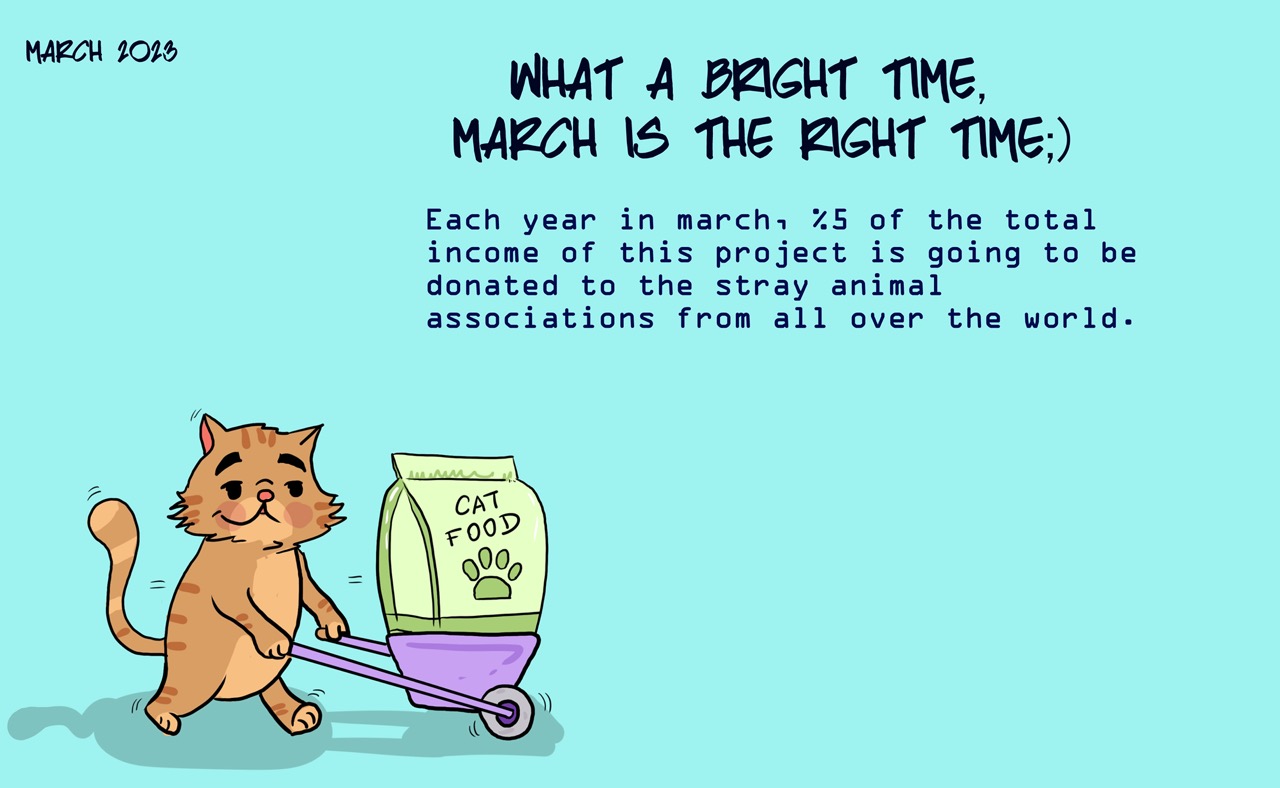 MARCH 2023
WHAT A BRIGHT TIME,
MARCH IS THE RIGHT TIME;)
Each year in march, %5 of the total
income of this project is going to be
donated to the stray animal
associations from all over the world.
CAT
FOOD